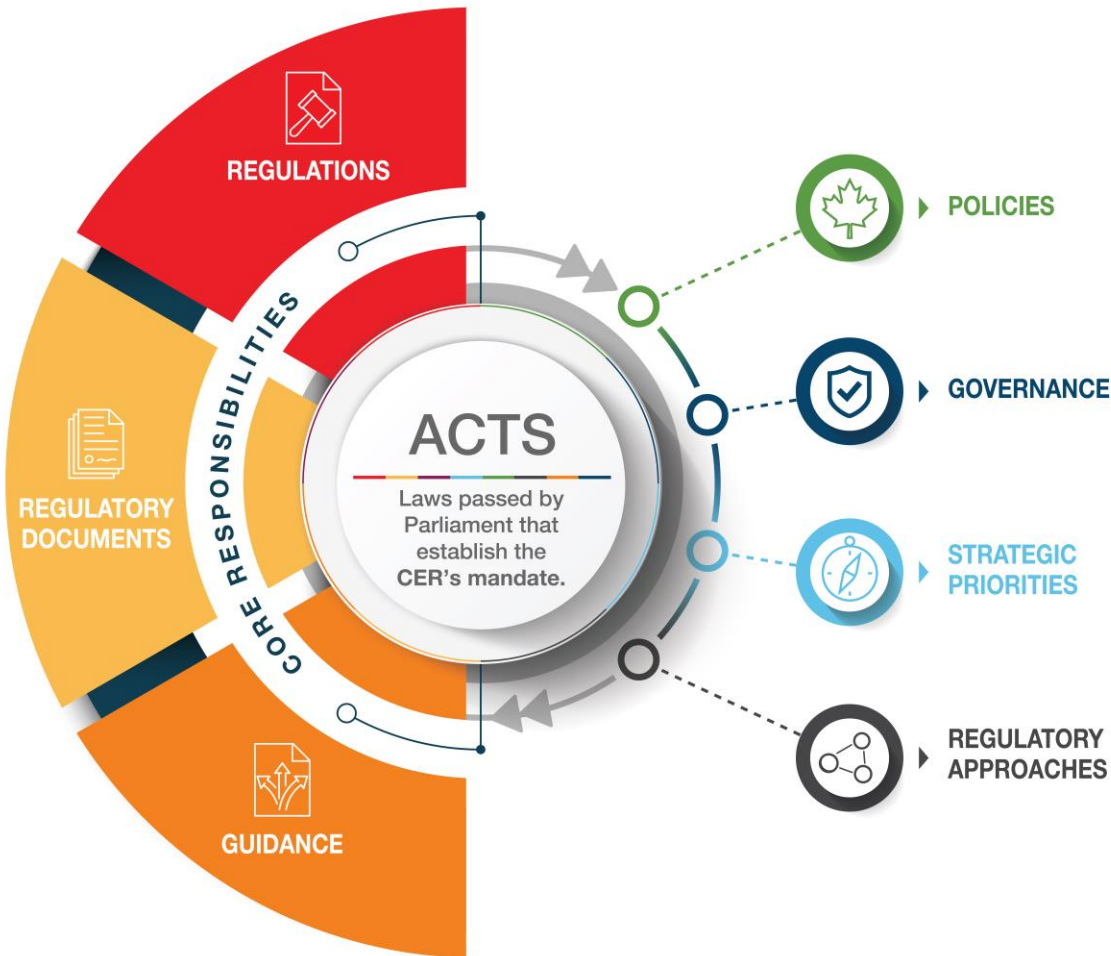 REGULATIONS
REGULATORY
DOCUMENTS
GUIDANCE
CORE RESPONSIBILITIES
ACTS
Laws passed by
Parliament that
establish the
CER’s mandate.
POLICIES
GOVERNANCE
STRATEGIC
PRIORITIES
REGULATORY
APPROACHES